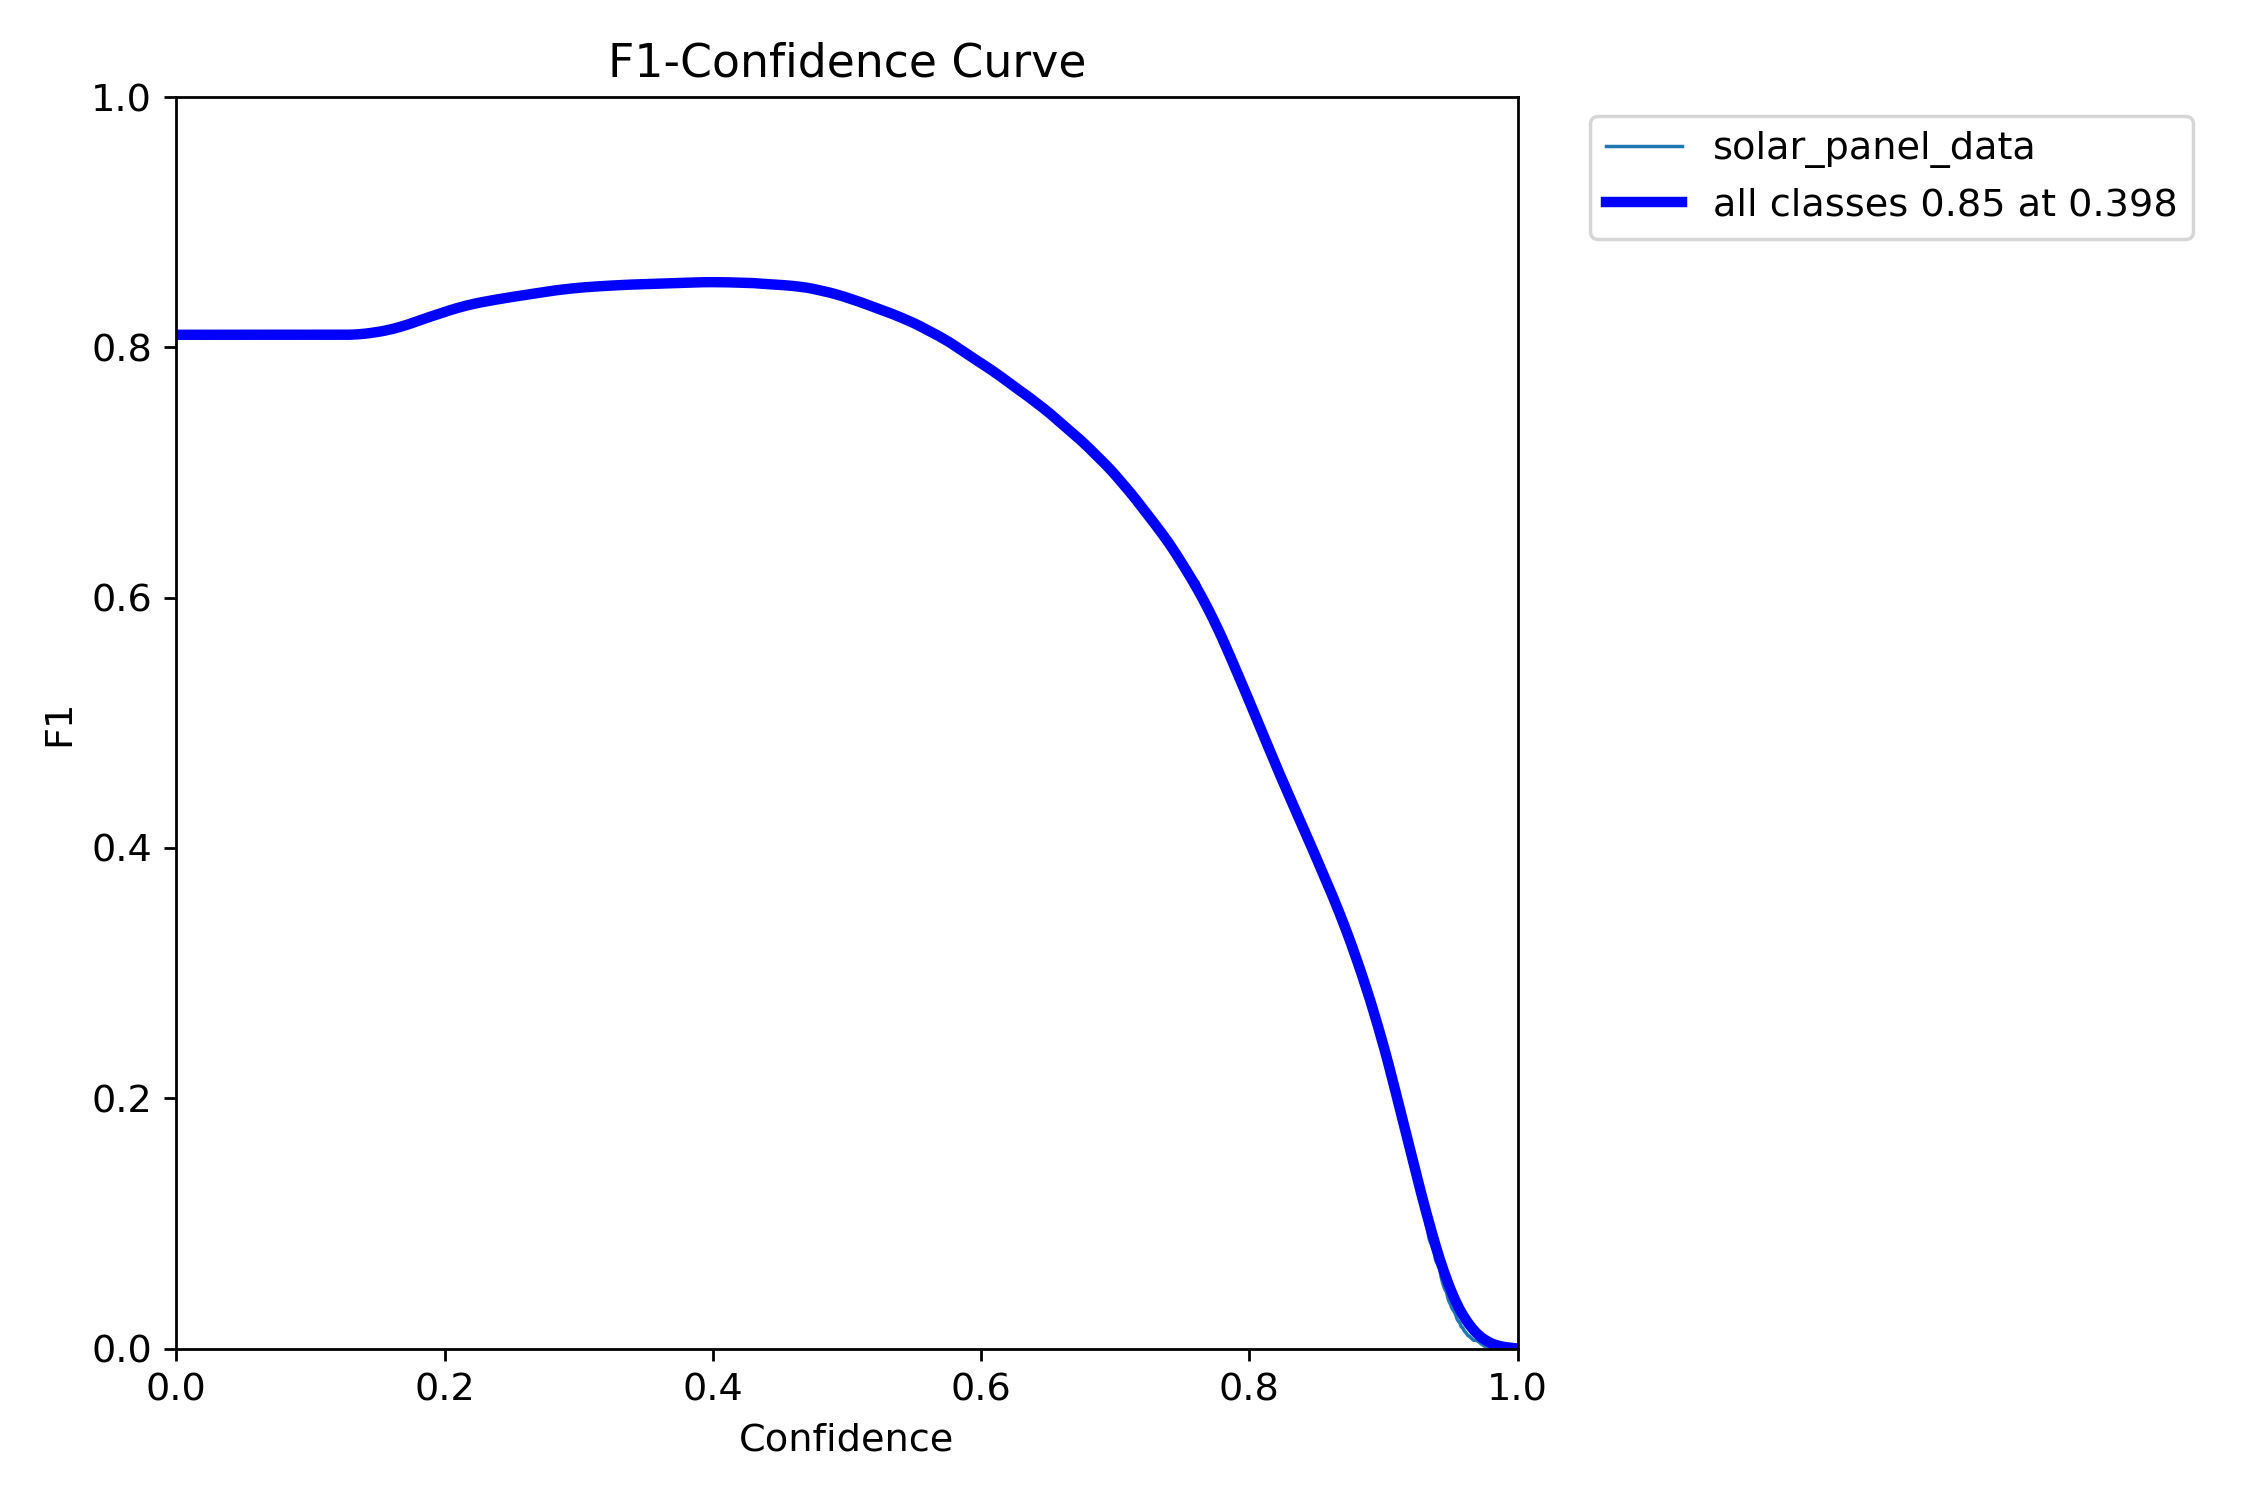 F1-Confidence Curve
1.0
0.8
0.6
0.4
0.2
0.0
F1
0.0 0.2 0.4 0.6 0.8 1.0
Confidence
solar_panel_data
all classes 0.85 at 0.398